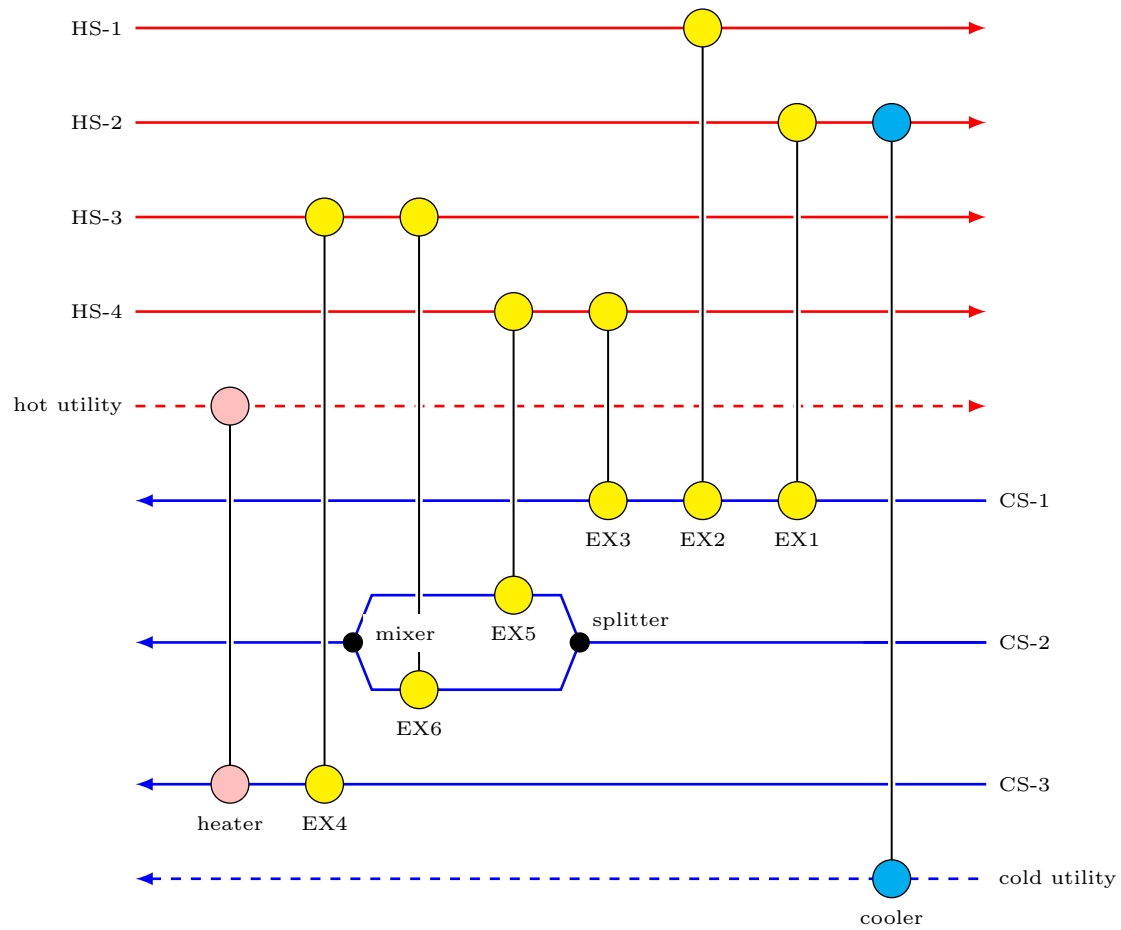 HS-1
HS-2
HS-3
HS-4
hot utility
CS-1
EX3 EX2 EX1
splitter
mixer EX5
CS-2
EX6
CS-3
heater EX4
cold utility
cooler